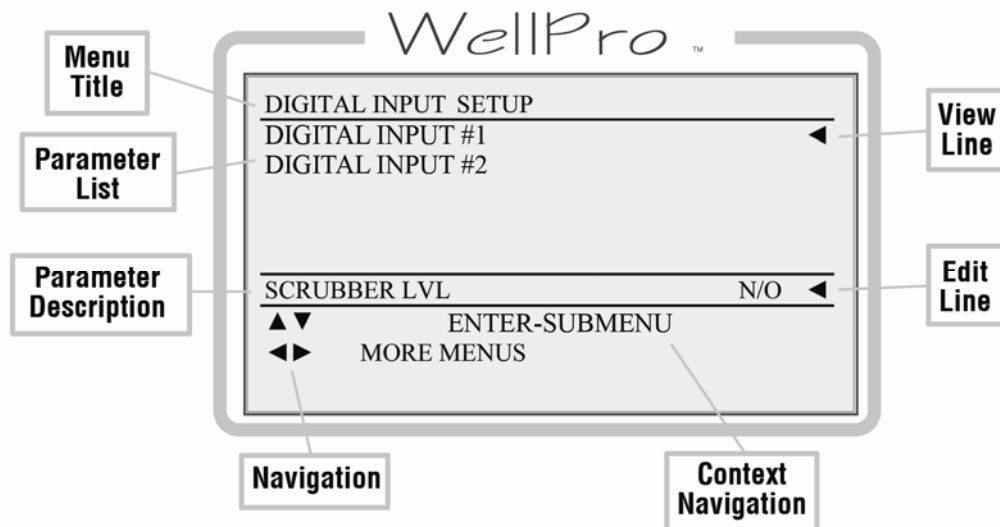 WellPro ™
Menu
Title
DIGITAL INPUT SETUP
View
Line
DIGITAL INPUT #1 ◀
Parameter
List
DIGITAL INPUT #2
Parameter
Description
SCRUBBER LVL N/O ◀
Edit
Line
▲▼ ENTER-SUBMENU
◀▶ MORE MENUS
Navigation
Context
Navigation